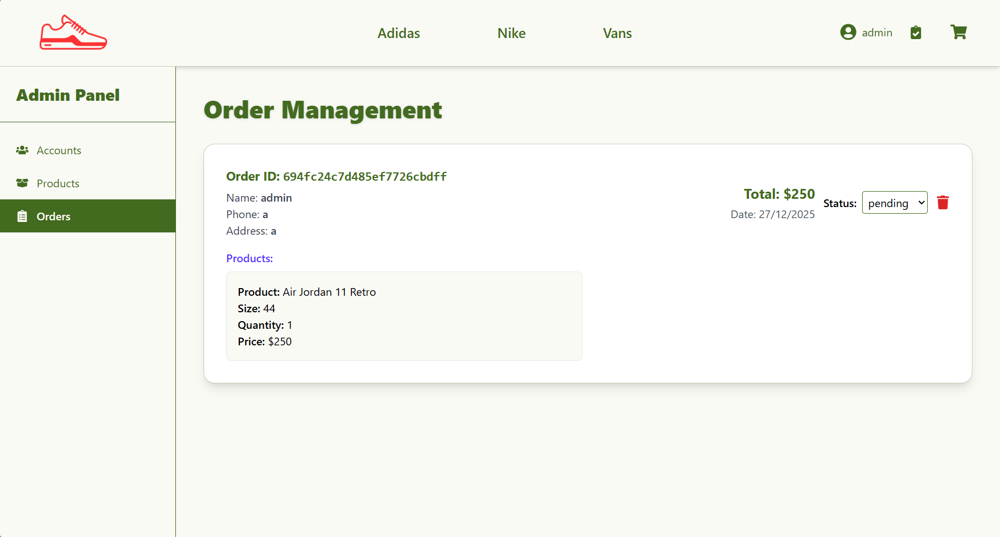 Adidas
Nike
Vans
admin
Admin Panel
Accounts
Products
Orders
Order Management
Order ID: 694fc24c7d485ef7726cbdff
Name: admin
Phone: a
Address: a
Total: $250
Date: 27/12/2025
Status: pending
Products:
Product: Air Jordan 11 Retro
Size: 44
Quantity: 1
Price: $250